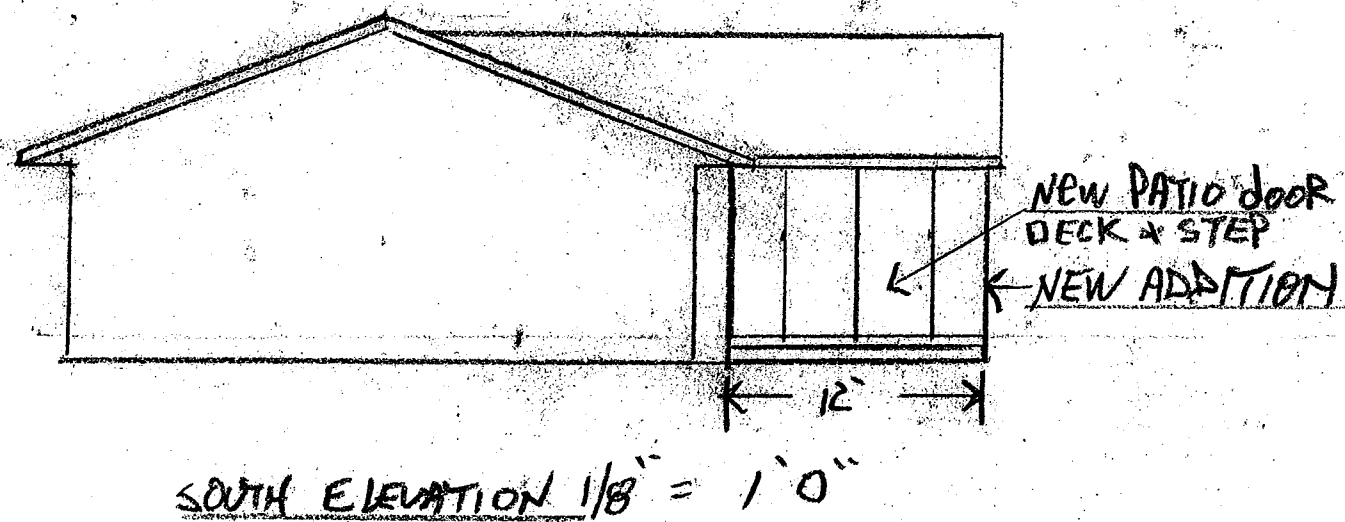 NEW PATIO dOOR
DECK & STEP
NEW ADDITION
12'
SOUTH ELEVATION 1/8" = 1'0"